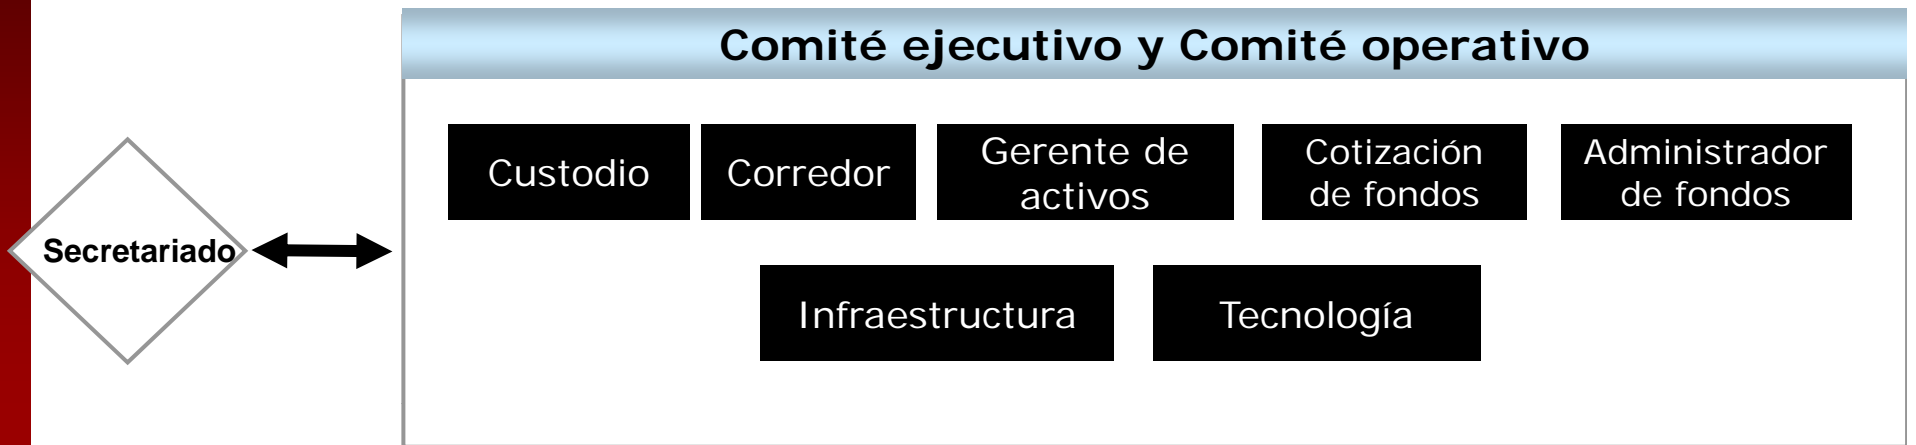 Comité ejecutivo y Comité operativo
Custodio
Corredor
Gerente de
activos
Cotización
de fondos
Administrador
de fondos
Secretariado
Infraestructura
Tecnología